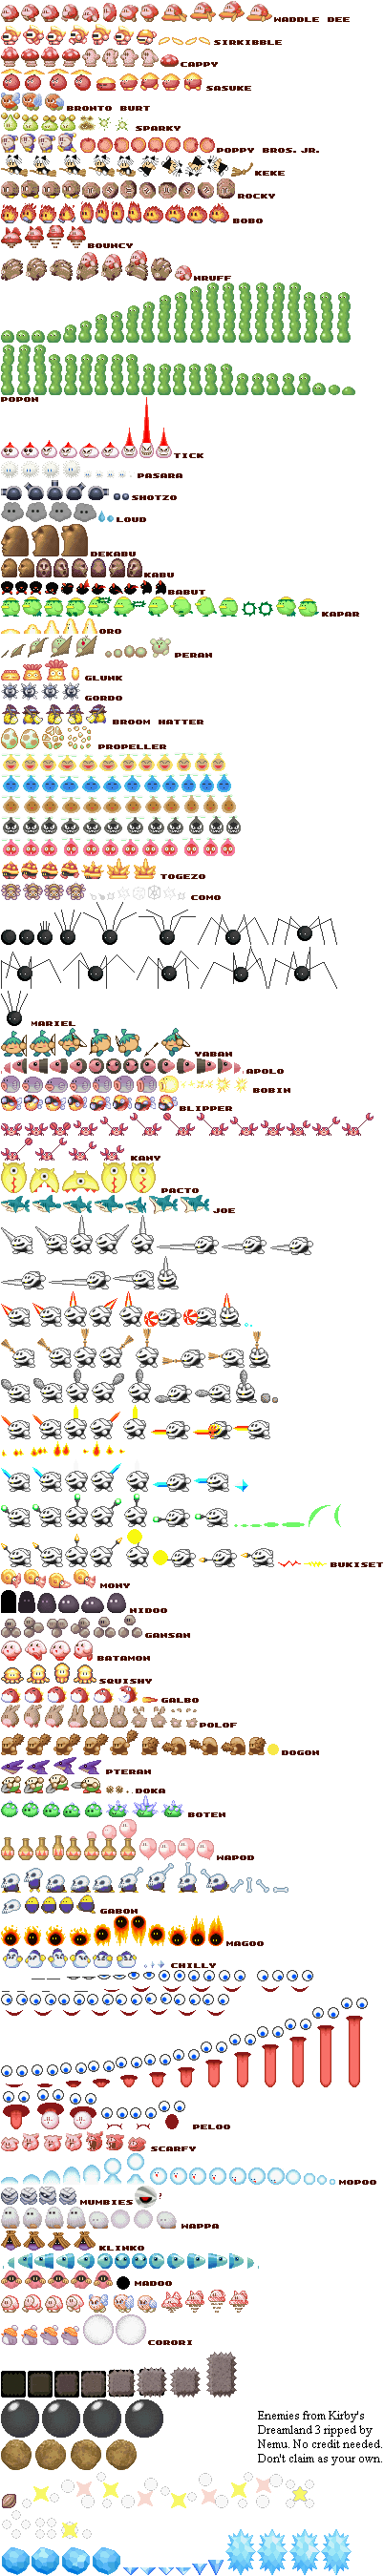 WADDLE DEE
SIRKIBBLE
CAPPY
SASUKE
BRONTO BURT
SPARKY
POPPY BROS. JR.
KEKE
ROCKY
BOBO
BOUNCY
NRUFF
POPON
TICK
PASARA
SHOTZO
LOUD
DEKABU
KABU
BABUT
KAPAR
ORO
PERAN
GLUNK
GORDO
BROOM HATTER
PROPELLER
TOGEZO
COMO
MARIEL
YABAN
APOLO
BOBIN
BLIPPER
KANY
PACTO
JOE
BUKISET
MONY
NIDOO
GANSAN
BATAMON
SQUISHY
GALBO
POLOF
DOGON
PTERAN
DOKA
BOTEN
WAPOD
GABON
MAGOO
CHILLY
PELOO
SCARFY
MOPOO
MUMBIES
WAPPA
KLINKO
MADOO
CORORI
Enemies from Kirby's
Dreamland 3 ripped by
Nemu. No credit needed.
Don't claim as your own.